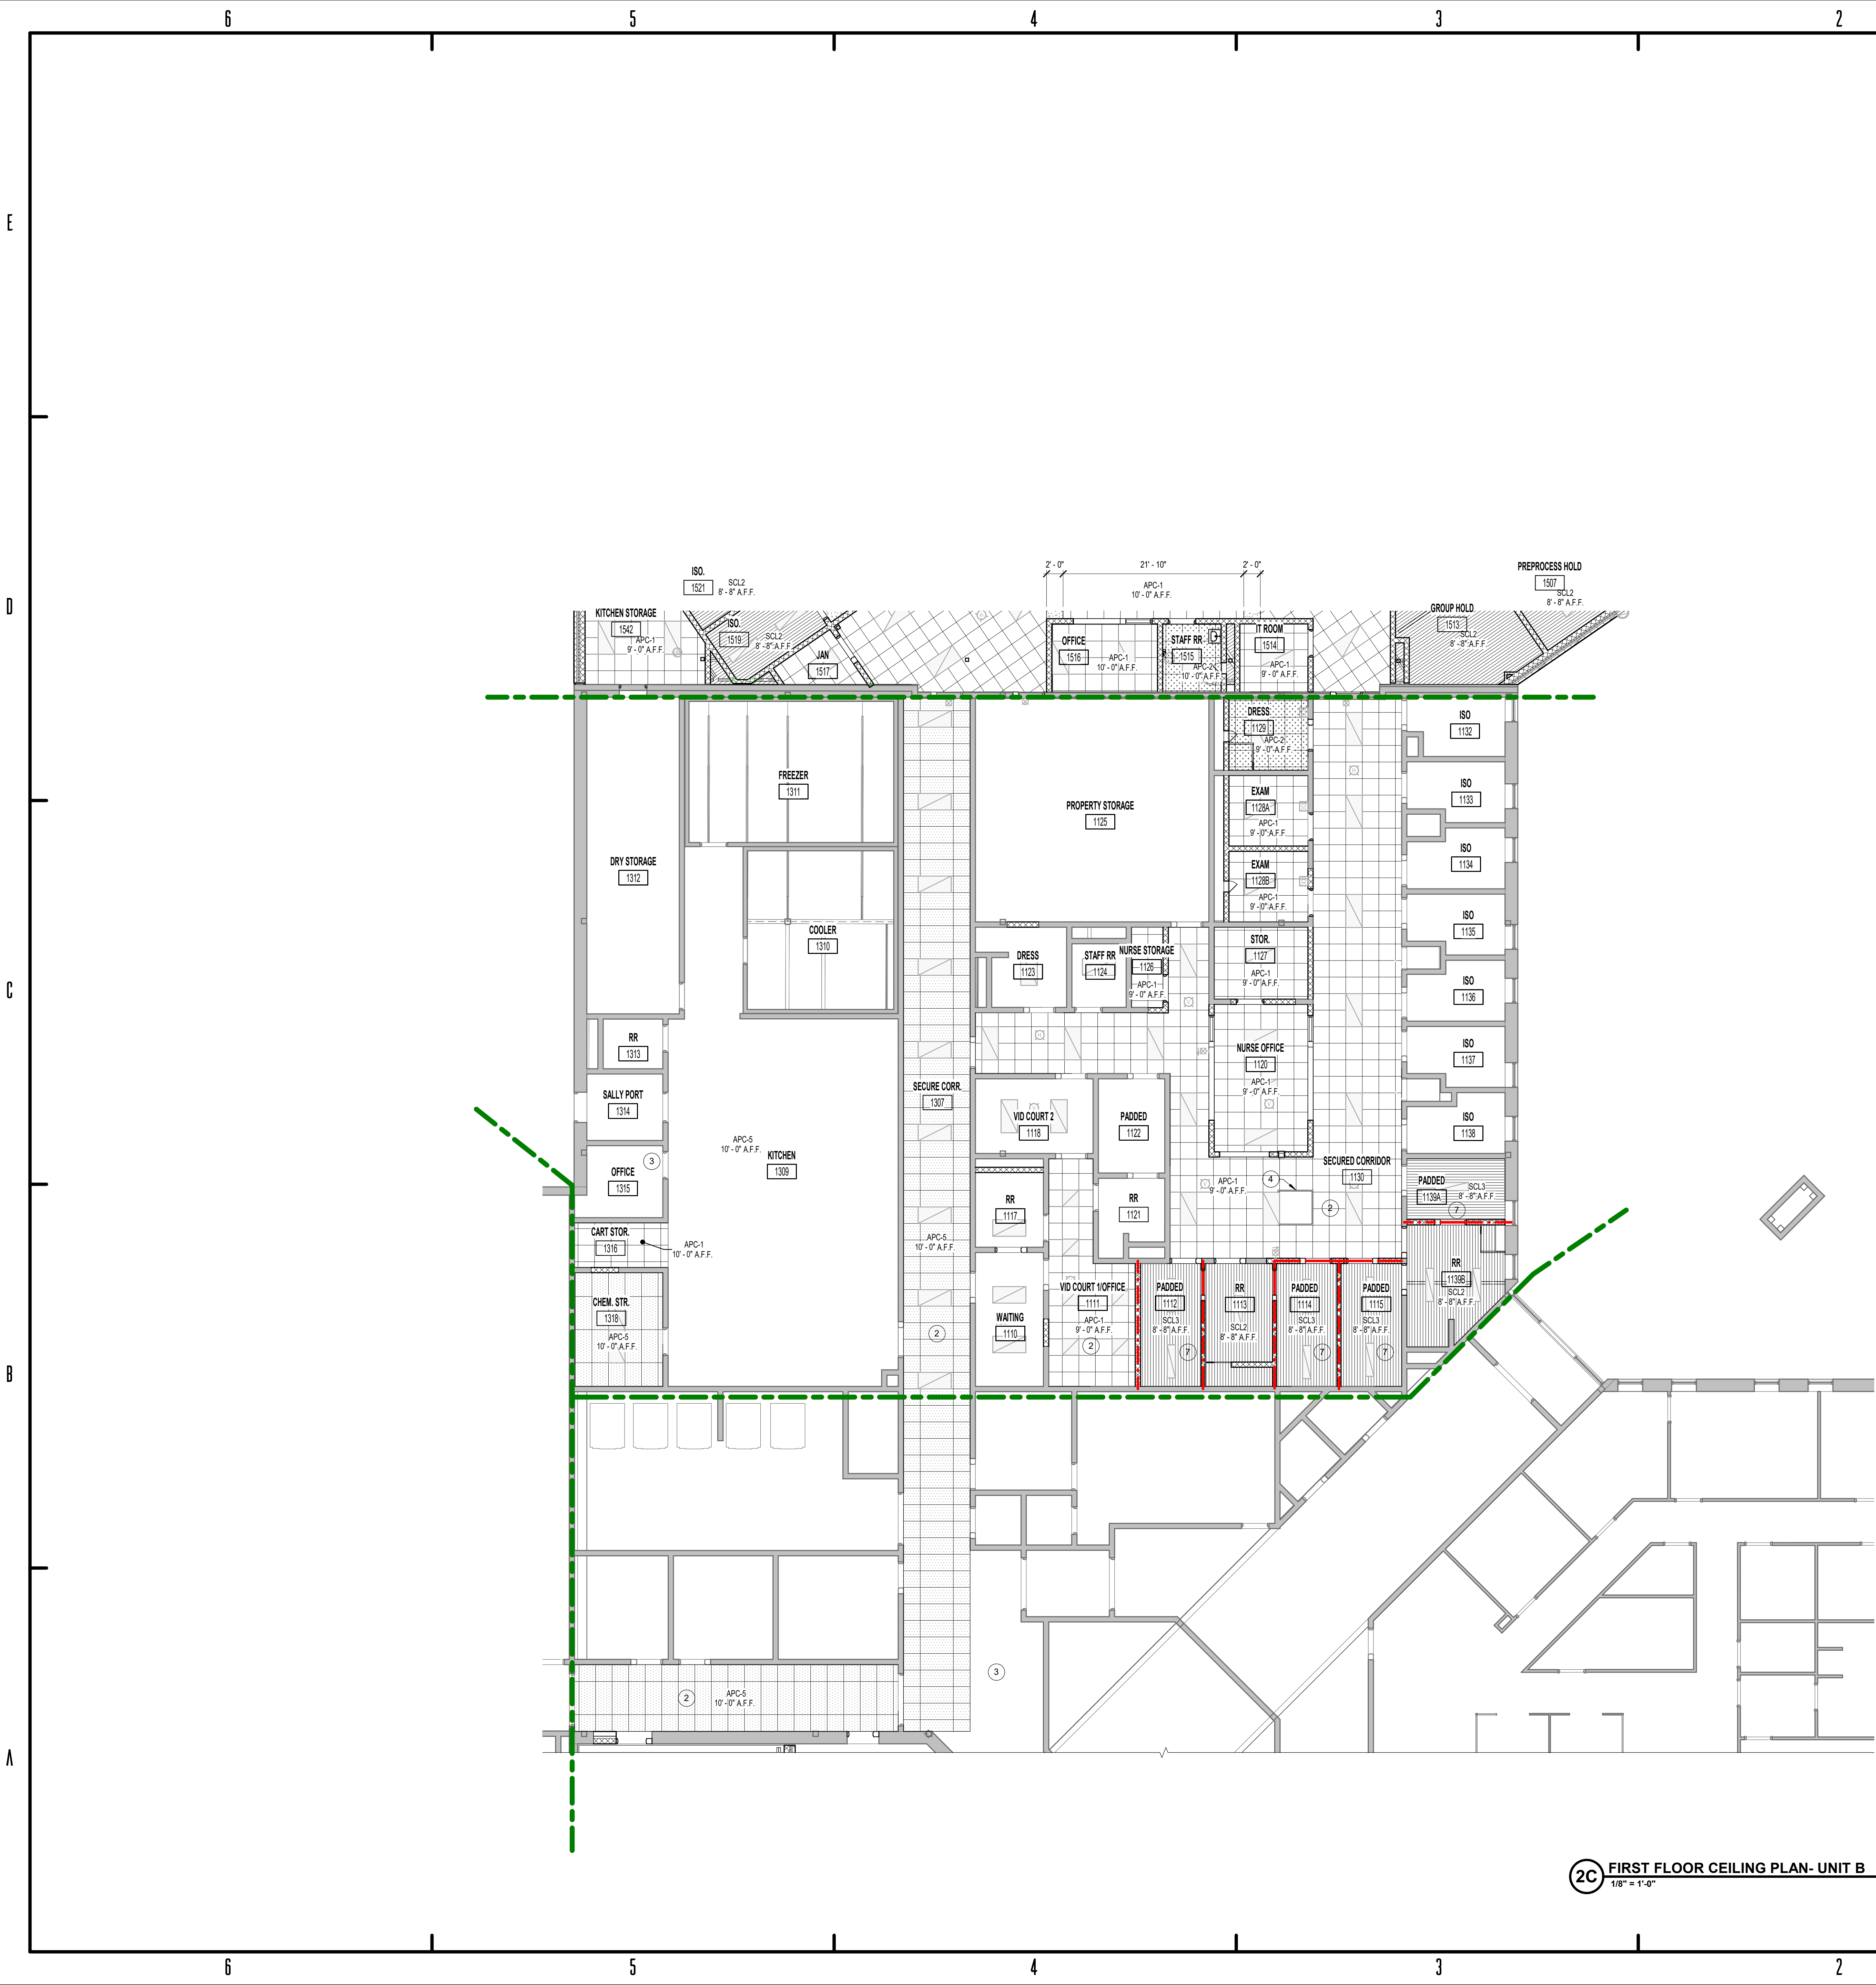 6
5
4
3
2
E
D
C
B
A
ISO.
1521
SCL2
8' - 8" A.F.F.
2' - 0"
21' - 10"
2' - 0"
APC-1
10' - 0" A.F.F.
PREPROCESS HOLD
1507
SCL2
8' - 8" A.F.F.
KITCHEN STORAGE
1542
APC-1
9' - 0" A.F.F.
ISO.
1519
SCL2
8' - 8" A.F.F.
JAN
1517
OFFICE
1516
APC-1
10' - 0" A.F.F.
STAFF RR
1515
APC-2
10' - 0" A.F.F.
IT ROOM
1514
APC-1
9' - 0" A.F.F.
GROUP HOLD
1513
SCL2
8' - 8" A.F.F.
DRESS
1129
APC-2
9' - 0" A.F.F.
ISO
1132
FREEZER
1311
PROPERTY STORAGE
1125
EXAM
1128A
APC-1
9' - 0" A.F.F.
ISO
1133
DRY STORAGE
1312
EXAM
1128B
APC-1
9' - 0" A.F.F.
ISO
1134
COOLER
1310
DRESS
1123
STAFF RR
1124
NURSE STORAGE
1126
APC-1
9' - 0" A.F.F.
STOR.
1127
APC-1
9' - 0" A.F.F.
ISO
1135
ISO
1136
RR
1313
NURSE OFFICE
1120
APC-1
9' - 0" A.F.F.
ISO
1137
SALLY PORT
1314
SECURE CORR.
1307
VID COURT 2
1118
PADDED
1122
ISO
1138
APC-5
10' - 0" A.F.F.
KITCHEN
1309
OFFICE
1315
3
SECURED CORRIDOR
1130
4
APC-1
9' - 0" A.F.F.
2
PADDED
1139A
SCL3
8' - 8" A.F.F.
7
RR
1117
RR
1121
CART STOR.
1316
APC-1
10' - 0" A.F.F.
APC-5
10' - 0" A.F.F.
RR
1139B
SCL2
8' - 8" A.F.F.
CHEM. STR.
1318
APC-5
10' - 0" A.F.F.
2
WAITING
1110
VID COURT 1/OFFICE
1111
APC-1
9' - 0" A.F.F.
2
PADDED
1112
SCL3
8' - 8" A.F.F.
7
RR
1113
SCL2
8' - 8" A.F.F.
PADDED
1114
SCL3
8' - 8" A.F.F.
7
PADDED
1115
SCL3
8' - 8" A.F.F.
7
3
2
APC-5
10' - 0" A.F.F.
2C
FIRST FLOOR CEILING PLAN- UNIT B
1/8" = 1'-0"
6
5
4
3
2